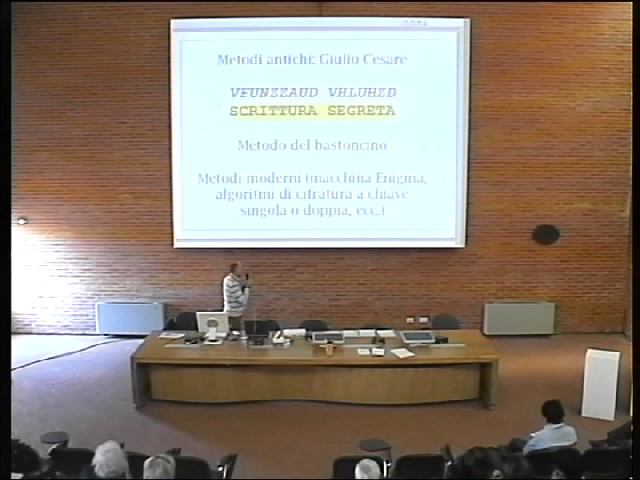 Metodi antichi: Giulio Cesare
VFUNZZAUD VHLUHZD
SCRITTURA SEGRETA
Metodo del bastoncino
Metodi moderni (macchina Enigma,
algoritmi di cifratura a chiave
singola o doppia, ecc.)